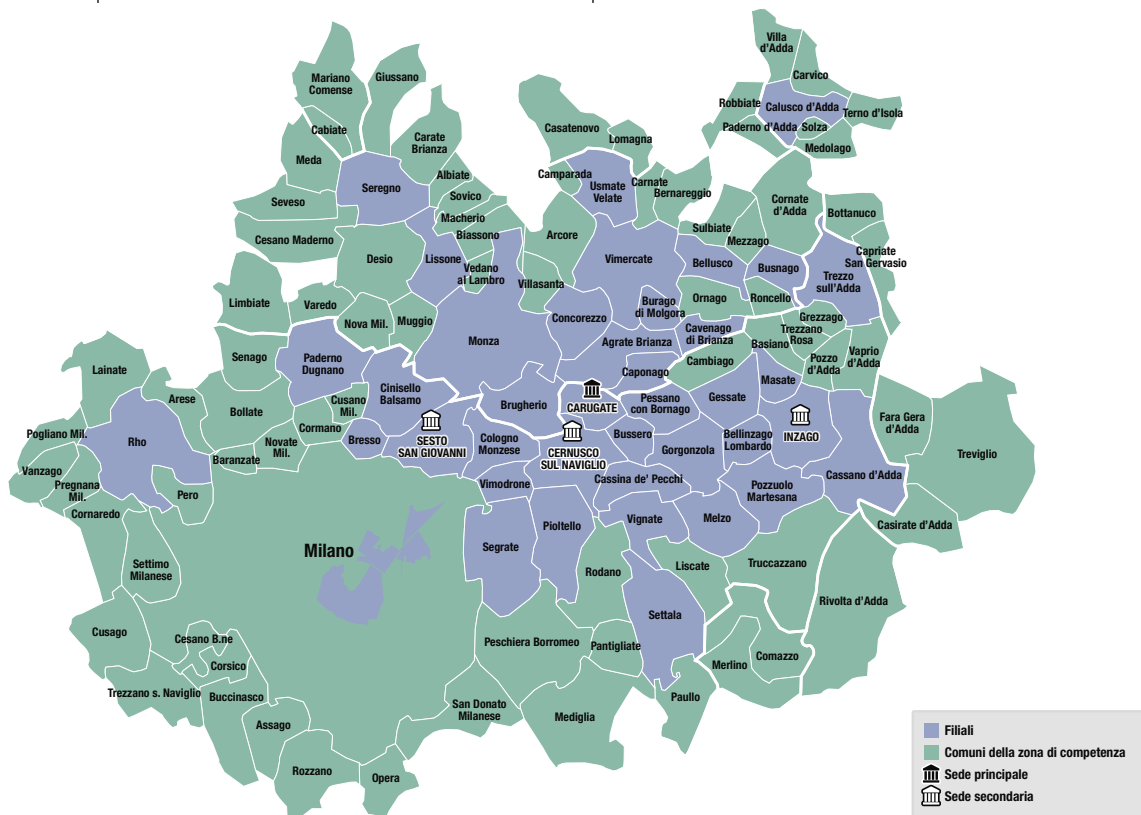 Villa
d'Adda
Carvico
Mariano
Comense
Giussano
Robbiate
Calusco d'Adda
Terno d'Isola
Paderno d'Adda
Solza
Medolago
Cabiate
Carate
Brianza
Casatenovo
Lomagna
Meda
Albiate
Camparada
Usmate
Velate
Carnate
Bernareggio
Seregno
Sovico
Cornate
d'Adda
Seveso
Macherio
Bottanuco
Sulbiate
Mezzago
Cesano Maderno
Biassono
Arcore
Capriate
San Gervasio
Desio
Lissone
Vedano
al Lambro
Villasanta
Vimercate
Bellusco
Busnago
Trezzo
sull'Adda
Limbiate
Varedo
Ornago
Roncello
Burago
di Molgora
Nova Mil.
Muggio
Concorezzo
Grezzago
Trezzano
Rosa
Cavenago
di Brianza
Monza
Agrate Brianza
Basiano
Vaprio
d'Adda
Senago
Paderno
Dugnano
Cambiago
Pozzo
d'Adda
Lainate
Caponago
Masate
Arese
Cinisello
Balsamo
Cusano
Mil.
Brugherio
CARUGATE
Pessano
con Bornago
Gessate
Bollate
Cormano
SESTO
SAN GIOVANNI
INZAGO
Fara Gera
d'Adda
Pogliano Mil.
Rho
Novate
Mil.
Bresso
Cologno
Monzese
CERNUSCO
SUL NAVIGLIO
Bussero
Gorgonzola
Bellinzago
Lombardo
Treviglio
Baranzate
Vanzago
Pregnana
Mil.
Pero
Vimodrone
Cassina de' Pecchi
Pozzuolo
Martesana
Cassano d'Adda
Cornaredo
Pioltello
Vignate
Melzo
Casirate d'Adda
Milano
Segrate
Settimo
Milanese
Rodano
Liscate
Truccazzano
Rivolta d'Adda
Settala
Cusago
Cesano B.ne
Peschiera Borromeo
Pantigliate
Corsico
Merlino
Comazzo
Trezzano s. Naviglio
Buccinasco
Paullo
San Donato
Milanese
Mediglia
Assago
Rozzano
Opera
Filiali
Comuni della zona di competenza
Sede principale
Sede secondaria